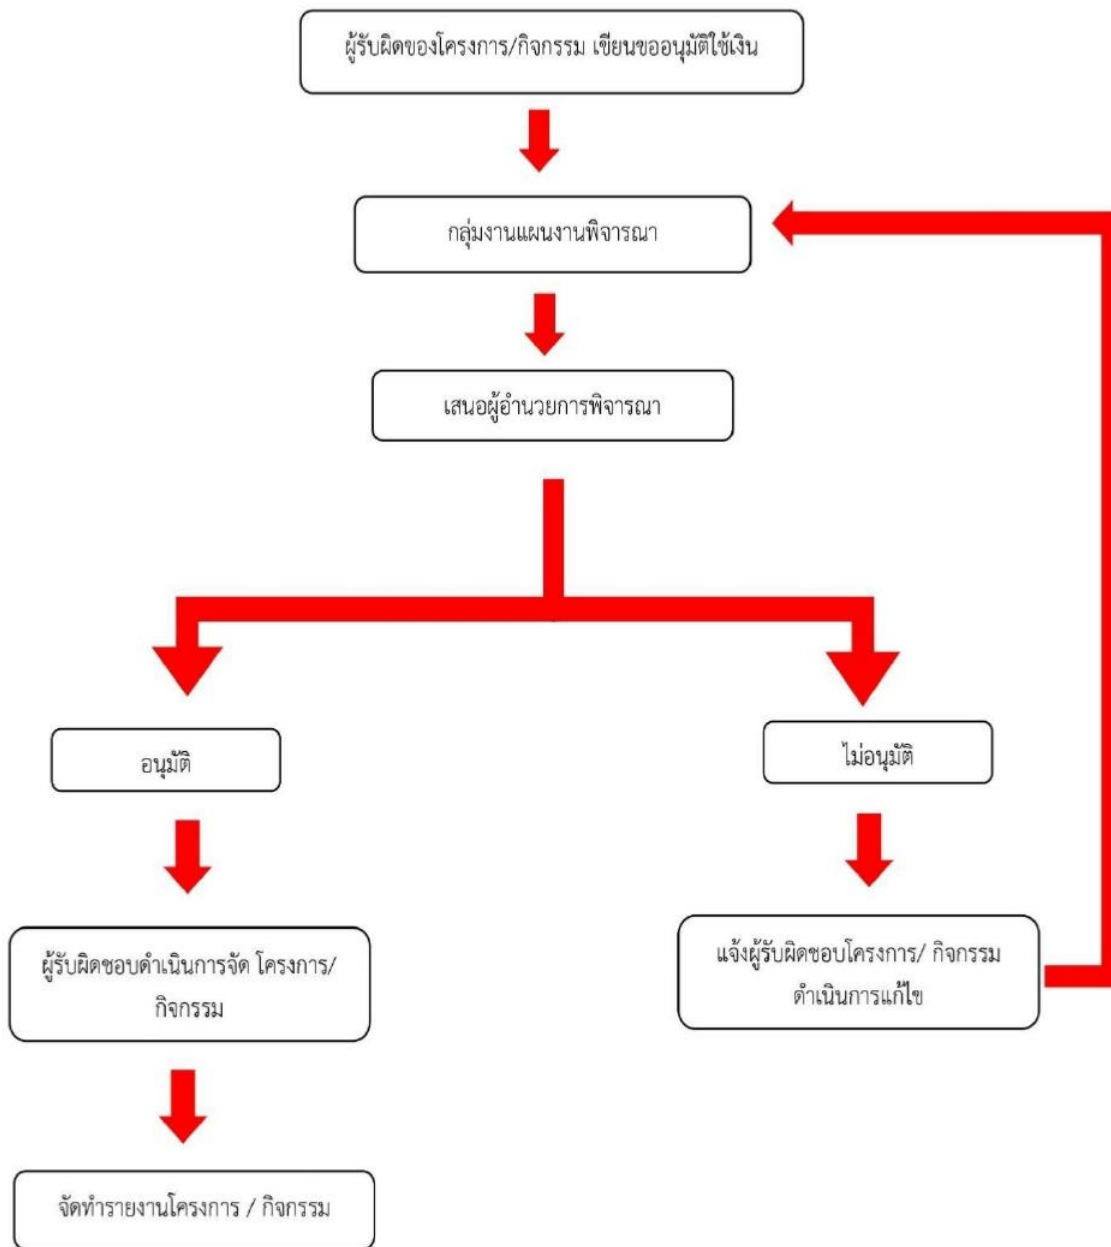 ผู้รับผิดของโครงการ/กิจกรรม เขียนขออนุมัติใช้เงิน
กลุ่มงานแผนงานพิจารณา
เสนอผู้อำนวยการพิจารณา
อนุมัติ
ไม่อนุมัติ
ผู้รับผิดชอบดำเนินการจัด โครงการ/
กิจกรรม
แจ้งผู้รับผิดชอบโครงการ/ กิจกรรม
ดำเนินการแก้ไข
จัดทำรายงานโครงการ / กิจกรรม